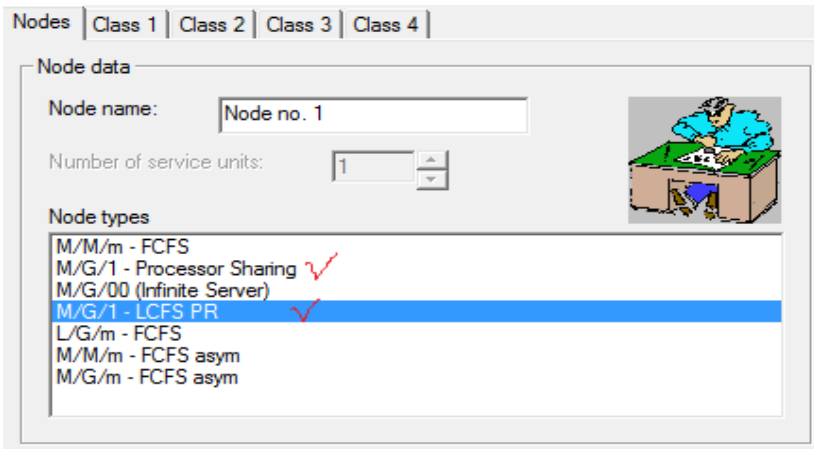 Nodes Class 1 Class 2 Class 3 Class 4
Node data
Node name: Node no. 1
Number of service units: 1
Node types
M/M/m - FCFS
M/G/1 - Processor Sharing
M/G/00 (Infinite Server)
M/G/1 - LCFS PR
L/G/m - FCFS
M/M/m - FCFS asym
M/G/m - FCFS asym